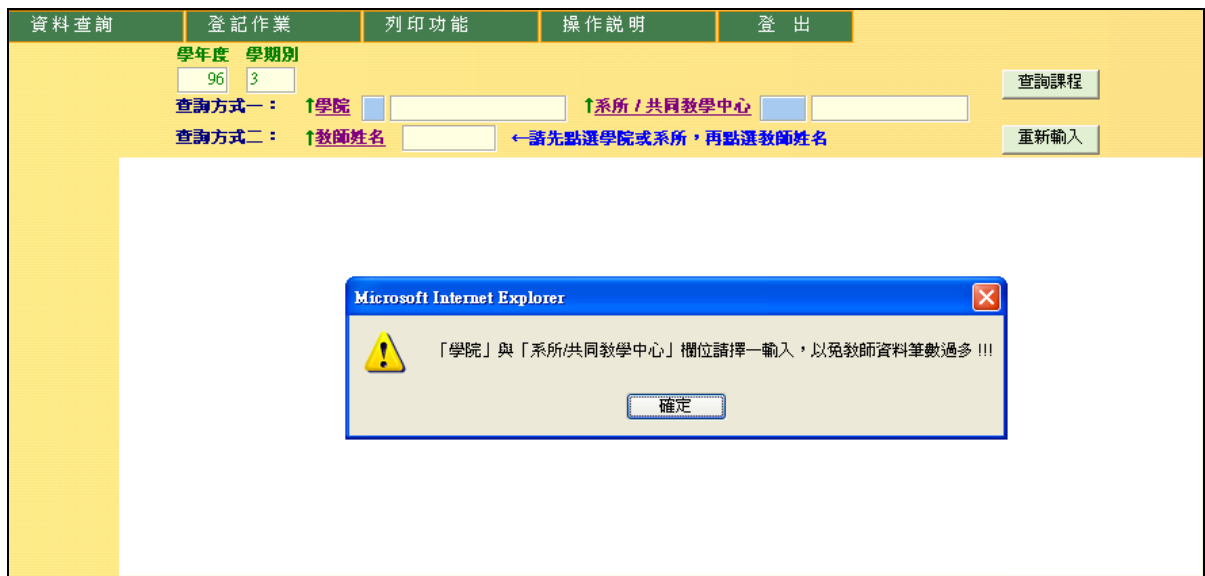 資料查詢 登記作業 列印功能 操作説明 登 出
學年度 學期別
96 3
查詢課程
查詢方式一： ↑學院 ↑系所 / 共同教學中心
查詢方式二： ↑教師姓名 ←請先點選學院或系所，再點選教師姓名
重新輸入
Microsoft Internet Explorer
「學院」與「系所/共同教學中心」欄位請擇一輸入，以免教師資料筆數過多 !!!
確定